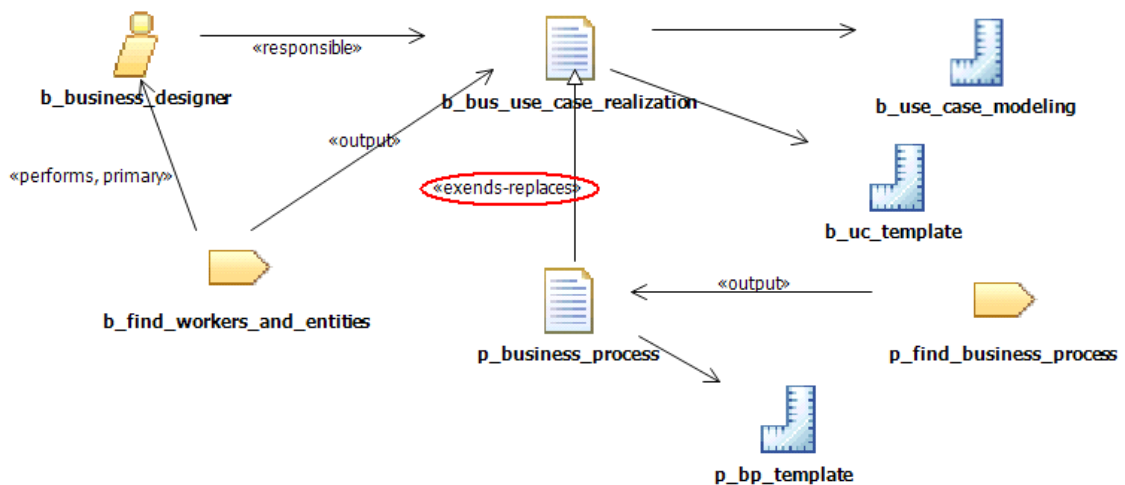 «responsible»
b_business_designer
b_bus_use_case_realization
b_use_case_modeling
«output»
«performs, primary»
«exends-replaces»
b_uc_template
b_find_workers_and_entities
«output»
p_business_process
p_find_business_process
p_bp_template